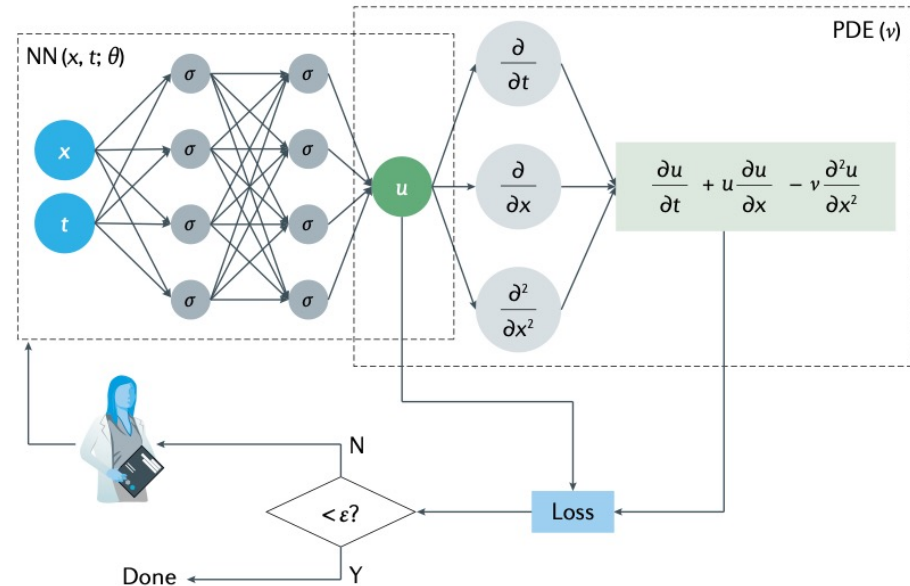 NN (x, t; θ)
PDE (ν)
σ σ
σ σ
σ σ
σ σ
x
t
u
∂/∂t
∂/∂x
∂²/∂x²
∂u/∂t + u ∂u/∂x − ν ∂²u/∂x²
N
< ε?
Loss
Y
Done